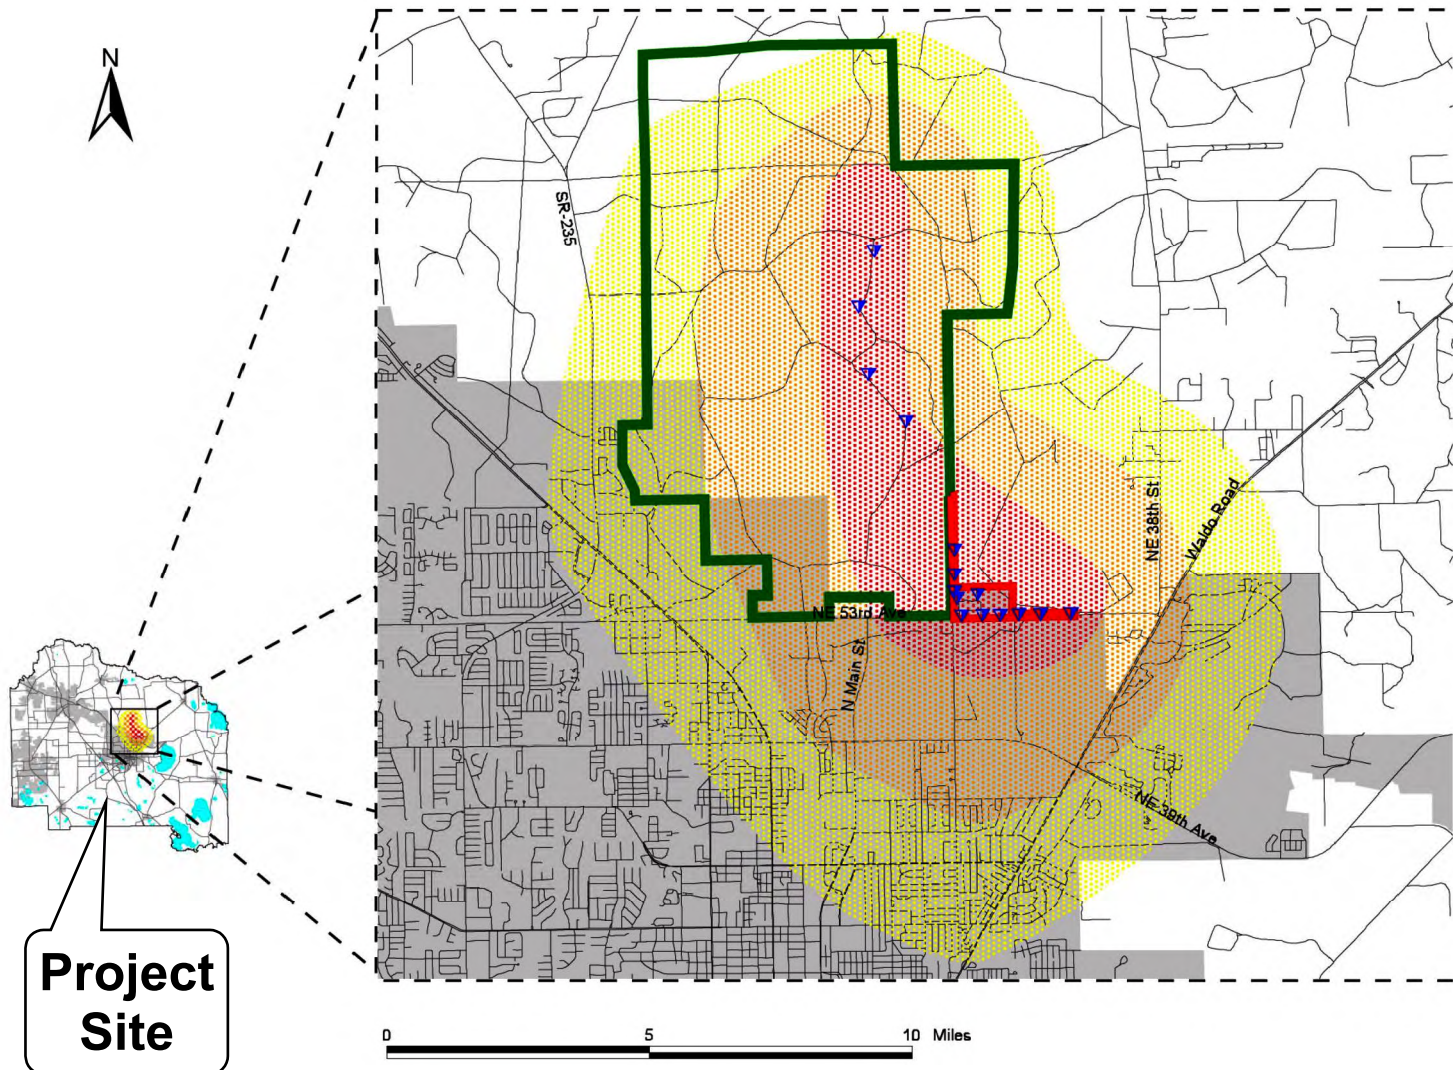 N
SR-235
NE 38th St
Waldo Road
NE 53rd Ave
N Main St
NE 39th Ave
Project
Site
0 5 10 Miles